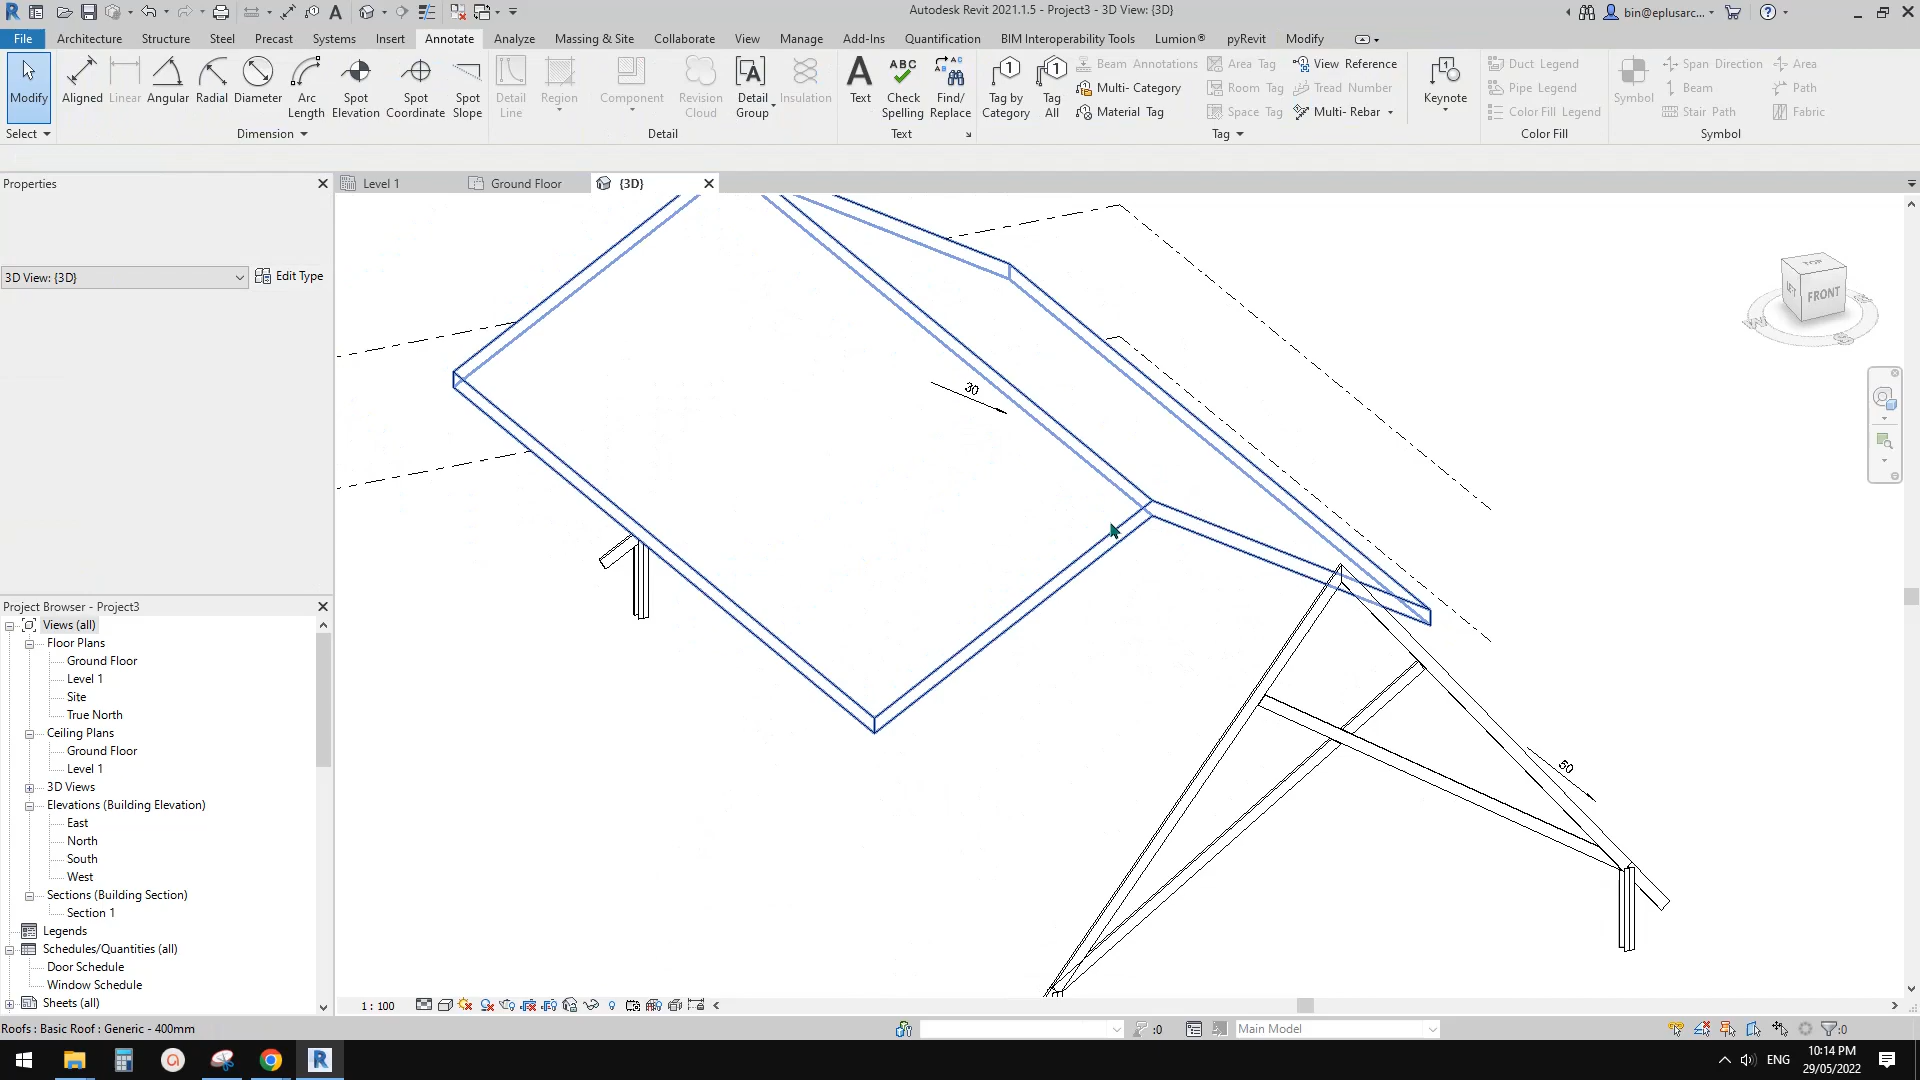 Autodesk Revit 2021.1.5 - Project3 - 3D View: {3D}
bin@eplusarc...
File Architecture Structure Steel Precast Systems Insert Annotate Analyze Massing & Site Collaborate View Manage Add-Ins Quantification BIM Interoperability Tools Lumion® pyRevit Modify
Modify
Aligned Linear Angular Radial Diameter Arc Length Spot Elevation Spot Coordinate Spot Slope
Detail Line Region Component Revision Cloud Detail Group Insulation
Text Check Spelling Find/ Replace
Tag by Category Tag All
Beam Annotations Area Tag View Reference
Multi- Category Room Tag Tread Number
Material Tag Space Tag Multi- Rebar
Keynote
Duct Legend
Pipe Legend
Color Fill Legend
Symbol
Span Direction Area
Beam Path
Stair Path Fabric
Select Dimension Detail Text Tag Color Fill Symbol
Properties
Level 1 Ground Floor {3D}
3D View: {3D} Edit Type
TOP
FRONT
30
50
Project Browser - Project3
Views (all)
Floor Plans
Ground Floor
Level 1
Site
True North
Ceiling Plans
Ground Floor
Level 1
3D Views
Elevations (Building Elevation)
East
North
South
West
Sections (Building Section)
Section 1
Legends
Schedules/Quantities (all)
Door Schedule
Window Schedule
Sheets (all)
1 : 100
Roofs : Basic Roof : Generic - 400mm
:0
Main Model
:0
ENG
10:14 PM
29/05/2022